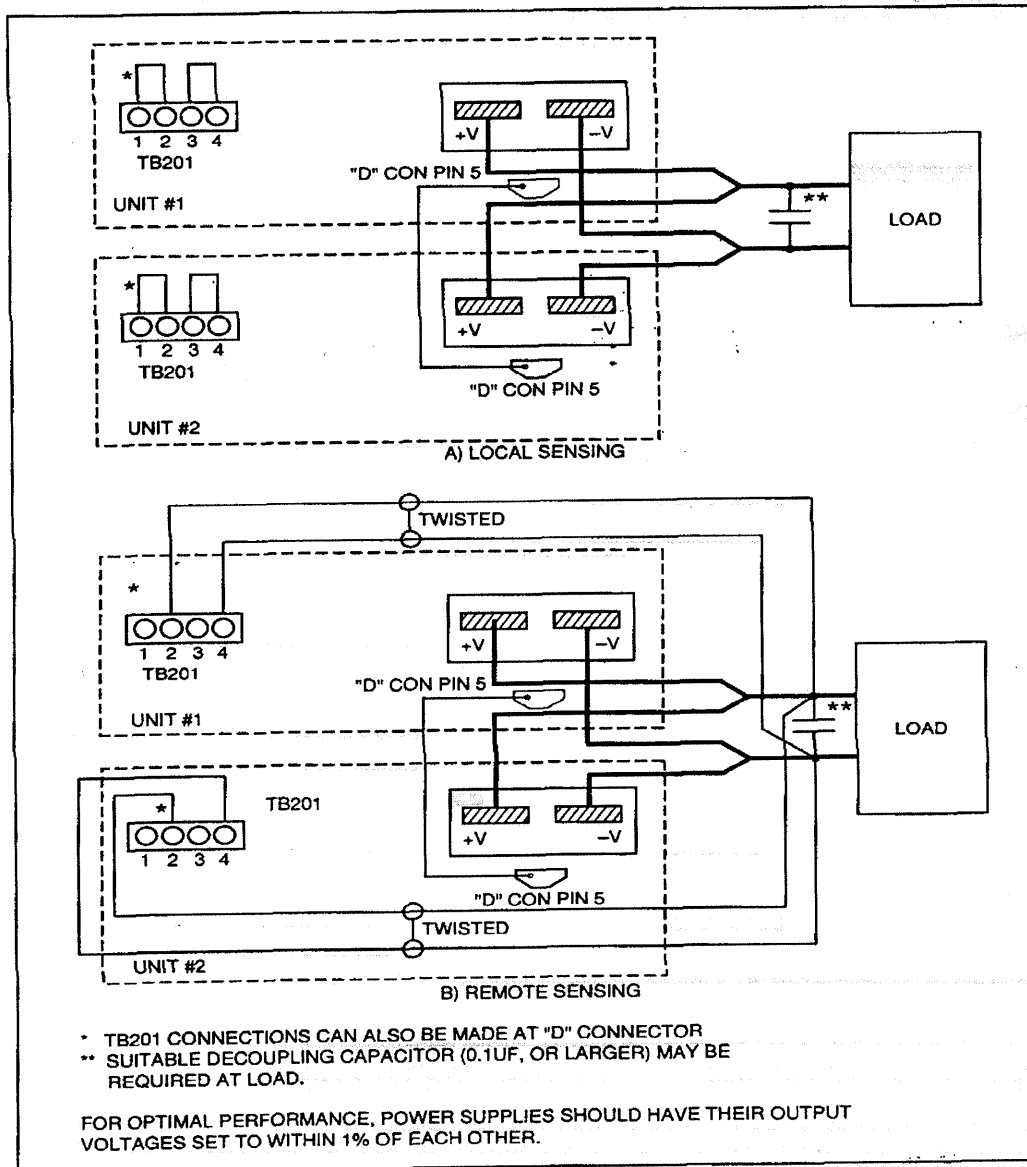 *
1 2 3 4
TB201
UNIT #1
+V
–V
"D" CON PIN 5
**
LOAD
*
1 2 3 4
TB201
UNIT #2
+V
–V
"D" CON PIN 5
A) LOCAL SENSING
TWISTED
*
1 2 3 4
TB201
UNIT #1
+V
–V
"D" CON PIN 5
**
LOAD
*
1 2 3 4
TB201
UNIT #2
+V
–V
"D" CON PIN 5
TWISTED
B) REMOTE SENSING
* TB201 CONNECTIONS CAN ALSO BE MADE AT "D" CONNECTOR
** SUITABLE DECOUPLING CAPACITOR (0.1UF, OR LARGER) MAY BE
REQUIRED AT LOAD.
FOR OPTIMAL PERFORMANCE, POWER SUPPLIES SHOULD HAVE THEIR OUTPUT
VOLTAGES SET TO WITHIN 1% OF EACH OTHER.